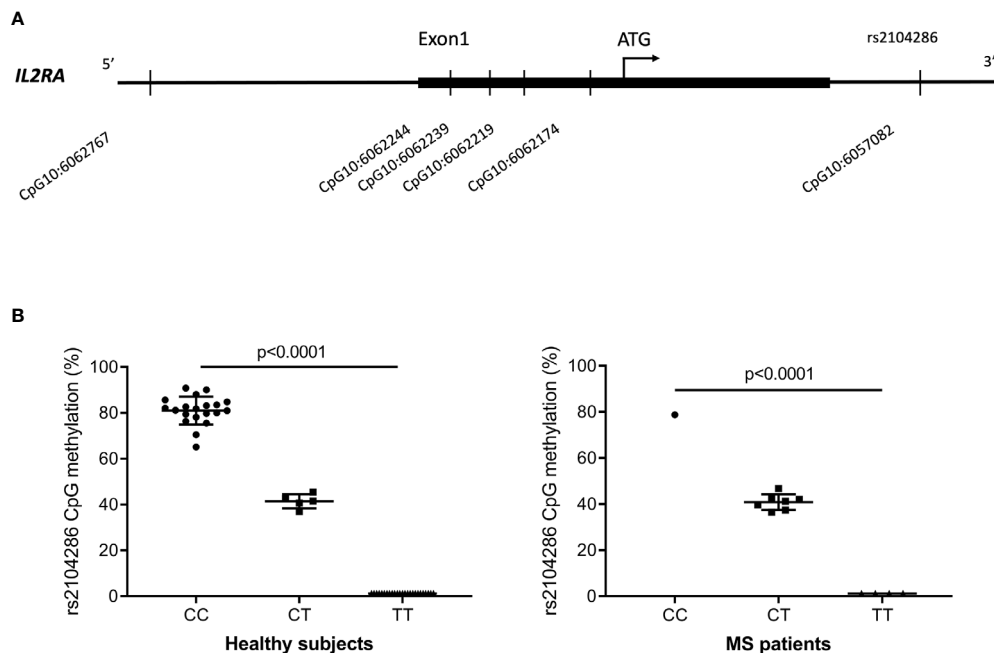 A
Exon1
ATG
rs2104286
IL2RA
5’
3’
CpG10:6062767
CpG10:6062244
CpG10:6062239
CpG10:6062219
CpG10:6062174
CpG10:6057082
B
rs2104286 CpG methylation (%)
100
80
60
40
20
0
p<0.0001
CC
CT
TT
Healthy subjects
rs2104286 CpG methylation (%)
100
80
60
40
20
0
p<0.0001
CC
CT
TT
MS patients